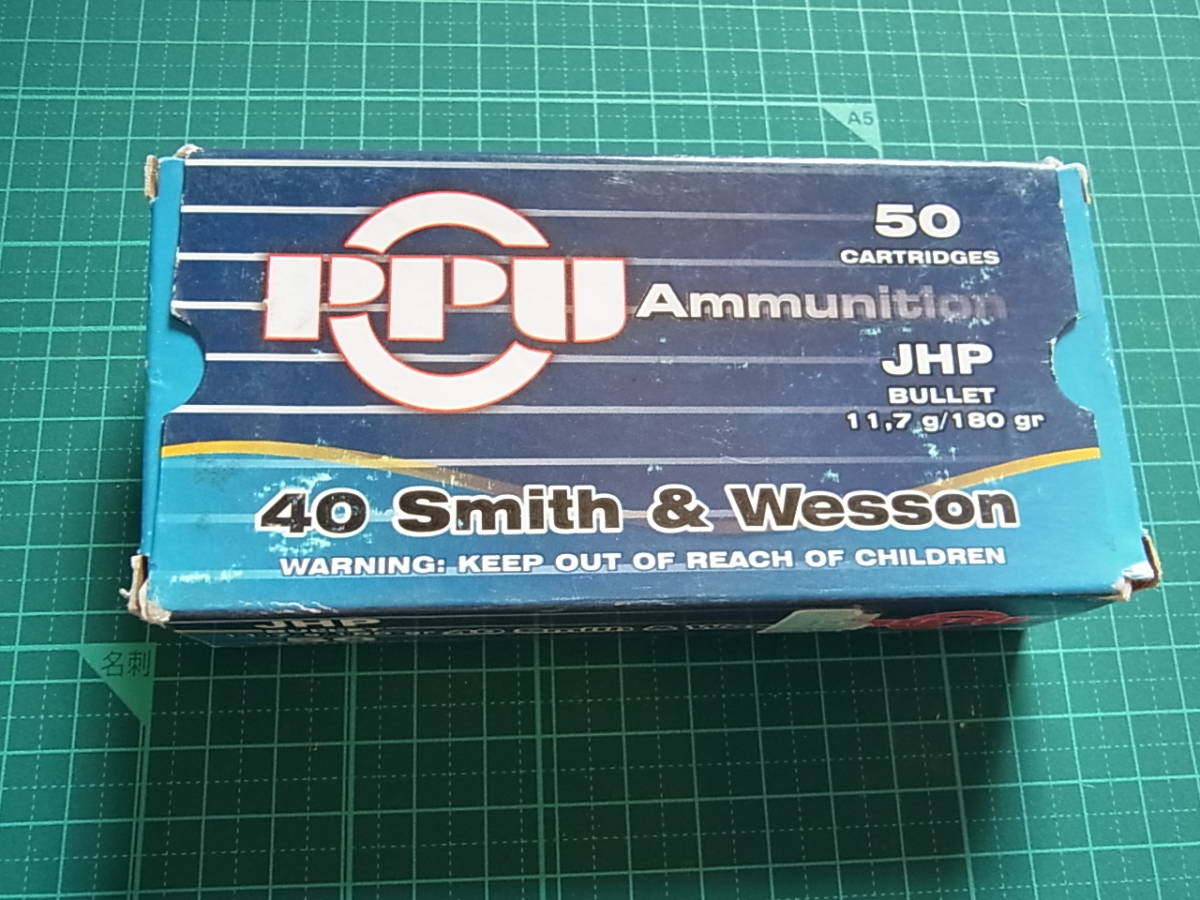 A5
50
CARTRIDGES
PPU Ammunition
JHP
BULLET
11,7 g/180 gr
40 Smith & Wesson
WARNING: KEEP OUT OF REACH OF CHILDREN
JHP
名刺